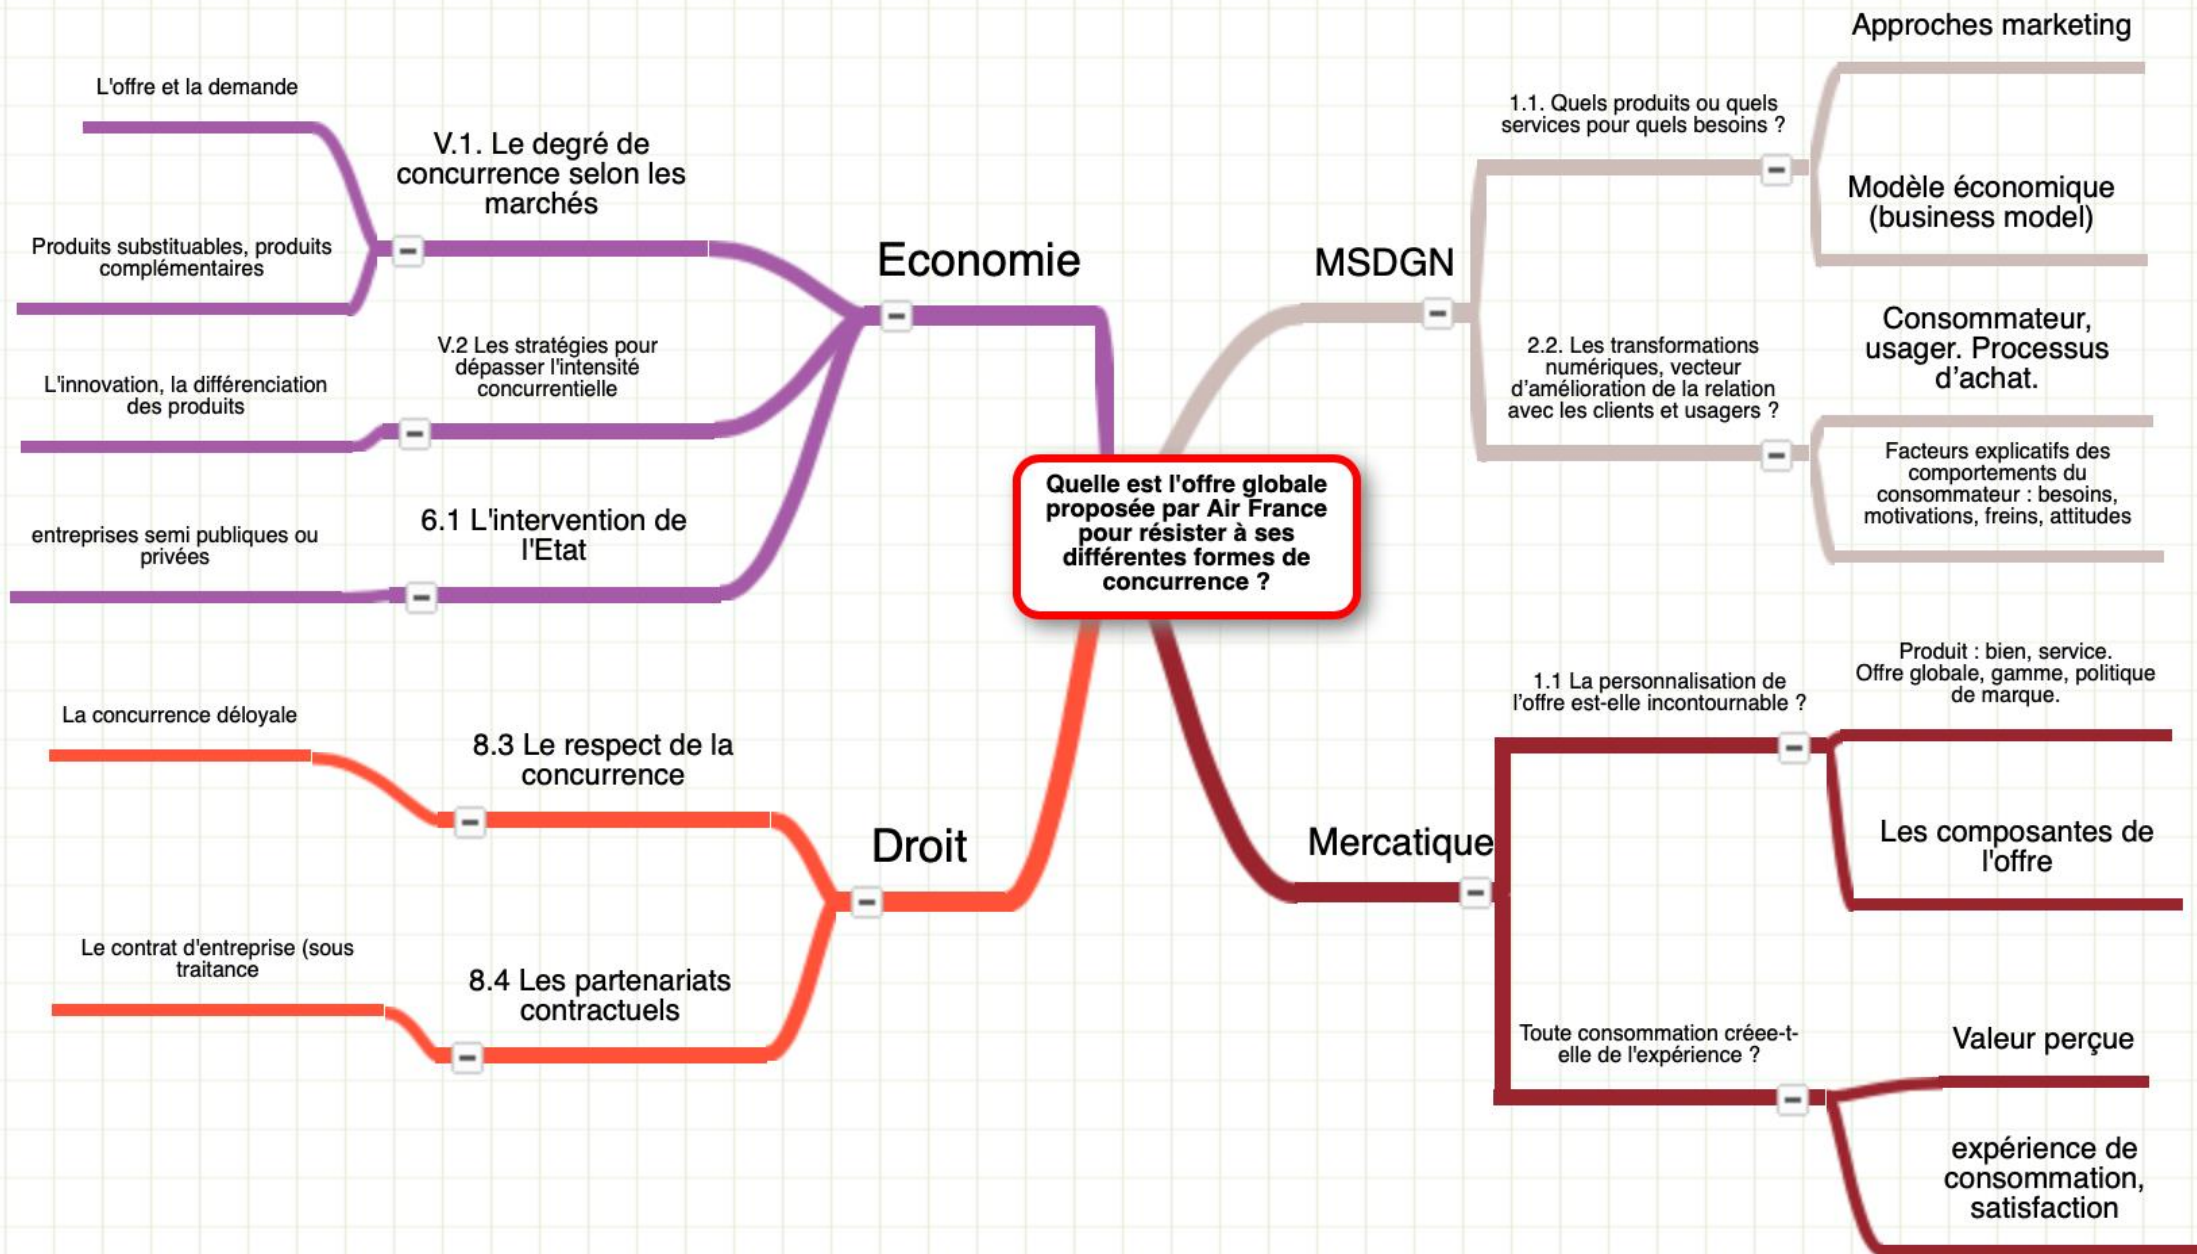 Quelle est l'offre globale
proposée par Air France
pour résister à ses
différentes formes de
concurrence ?
Economie
V.1. Le degré de
concurrence selon les
marchés
L'offre et la demande
Produits substituables, produits
complémentaires
V.2 Les stratégies pour
dépasser l'intensité
concurrentielle
L'innovation, la différenciation
des produits
6.1 L'intervention de
l'Etat
entreprises semi publiques ou
privées
Droit
8.3 Le respect de la
concurrence
La concurrence déloyale
8.4 Les partenariats
contractuels
Le contrat d'entreprise (sous
traitance
MSDGN
1.1. Quels produits ou quels
services pour quels besoins ?
Approches marketing
Modèle économique
(business model)
2.2. Les transformations
numériques, vecteur
d’amélioration de la relation
avec les clients et usagers ?
Consommateur,
usager. Processus
d’achat.
Facteurs explicatifs des
comportements du
consommateur : besoins,
motivations, freins, attitudes
Mercatique
1.1 La personnalisation de
l’offre est-elle incontournable ?
Produit : bien, service.
Offre globale, gamme, politique
de marque.
Les composantes de
l'offre
Toute consommation créee-t-
elle de l'expérience ?
Valeur perçue
expérience de
consommation,
satisfaction